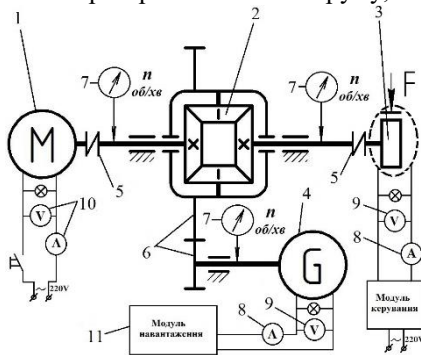 руху,
1
2
3
7
n
об/хв
7
n
об/хв
F
M
5
5
4
10
V
A
~ 220V
6
7
n
об/хв
G
9
V
8
A
11
Модуль
навантаження
8
A
V
9
Модуль
керування
~ 220V